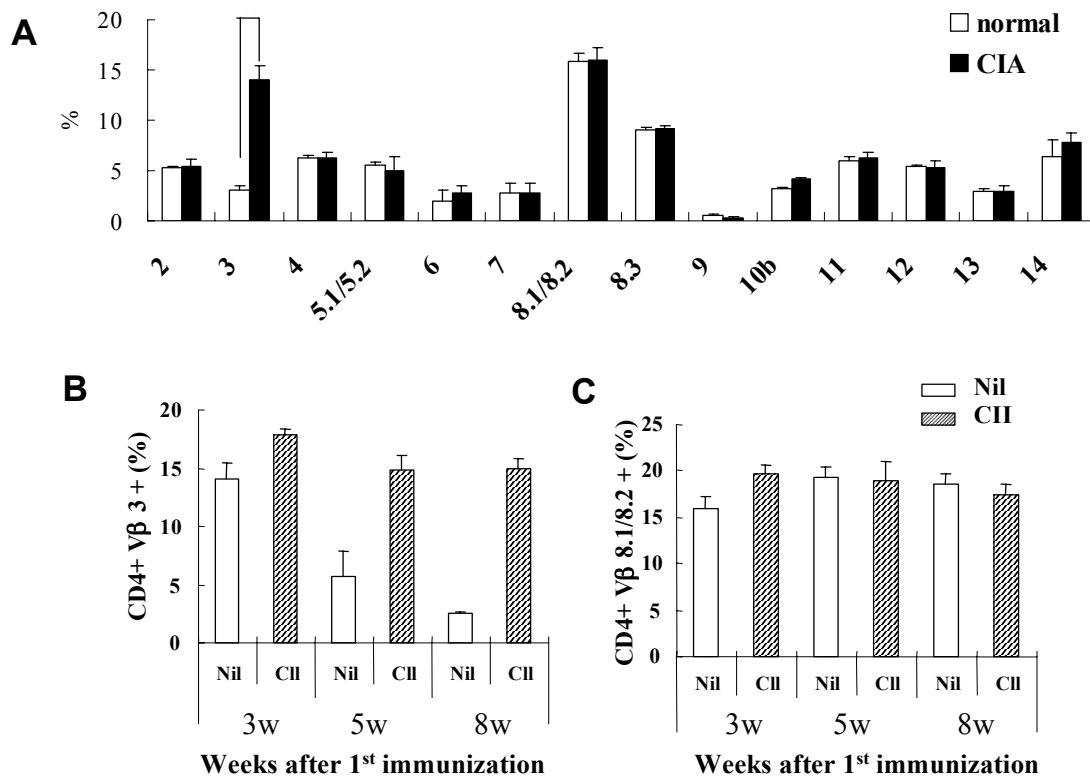 A
normal
CIA
20
15
10
5
0
%
2
3
4
5.1/5.2
6
7
8.1/8.2
8.3
9
10b
11
12
13
14
B
20
15
10
5
0
CD4+ Vβ 3 + (%)
Nil CII Nil CII Nil CII
3w 5w 8w
Weeks after 1st immunization
C
Nil
CII
25
20
15
10
5
0
CD4+ Vβ 8.1/8.2 + (%)
Nil CII Nil CII Nil CII
3w 5w 8w
Weeks after 1st immunization